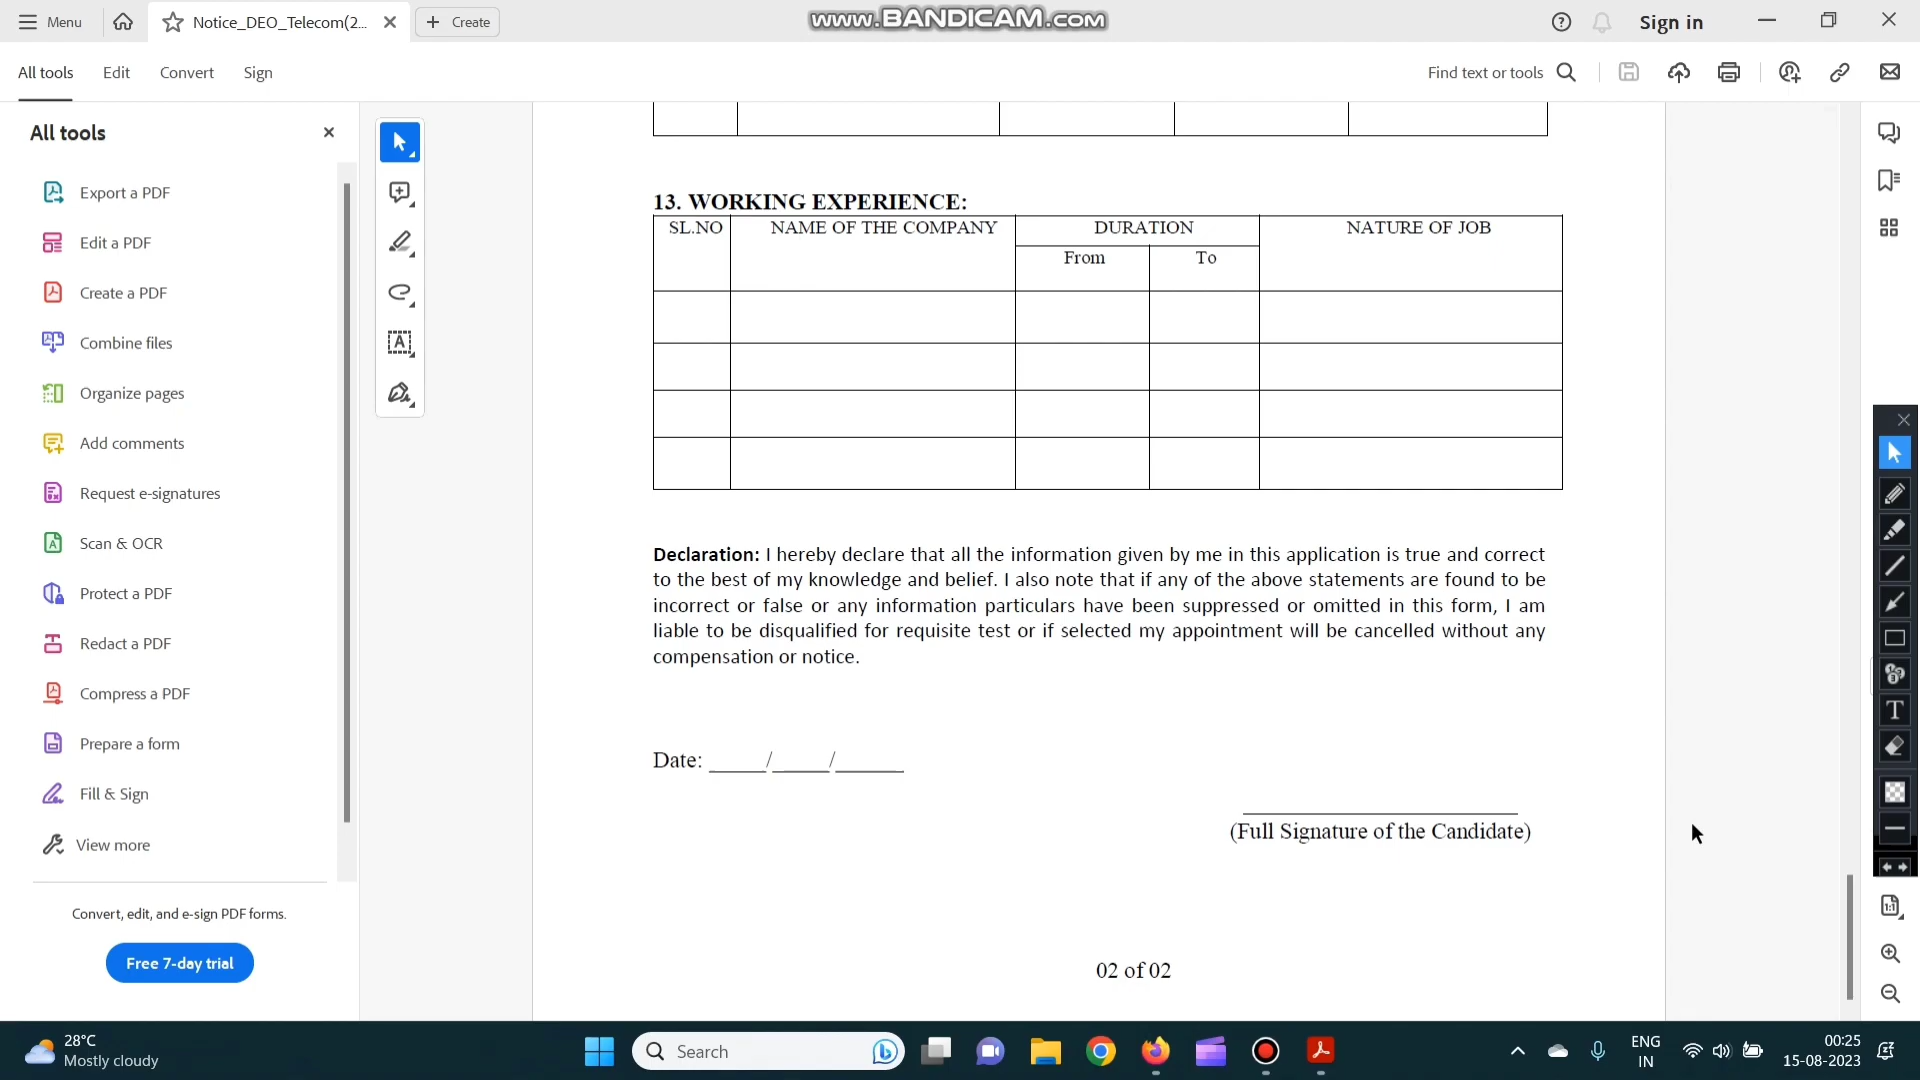 Menu
Notice_DEO_Telecom(2...
Create
www.BANDICAM.com
Sign in
All tools
Edit
Convert
Sign
Find text or tools
All tools
Export a PDF
Edit a PDF
Create a PDF
Combine files
Organize pages
Add comments
Request e-signatures
Scan & OCR
Protect a PDF
Redact a PDF
Compress a PDF
Prepare a form
Fill & Sign
View more
Convert, edit, and e-sign PDF forms.
Free 7-day trial
13. WORKING EXPERIENCE:
SL.NO NAME OF THE COMPANY DURATION NATURE OF JOB
From To
Declaration: I hereby declare that all the information given by me in this application is true and correct
to the best of my knowledge and belief. I also note that if any of the above statements are found to be
incorrect or false or any information particulars have been suppressed or omitted in this form, I am
liable to be disqualified for requisite test or if selected my appointment will be cancelled without any
compensation or notice.
Date: _____/_____/______
(Full Signature of the Candidate)
02 of 02
28°C
Mostly cloudy
Search
ENG
IN
00:25
15-08-2023